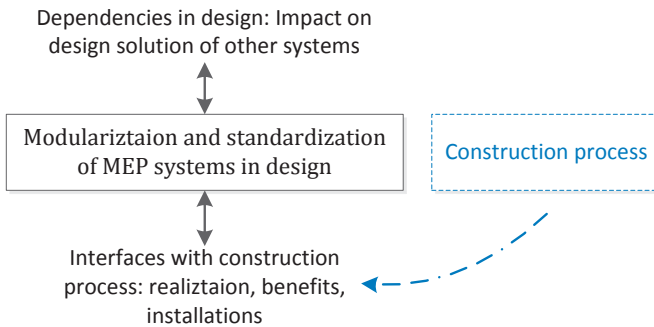 Dependencies in design: Impact on
design solution of other systems
Modulariztaion and standardization
of MEP systems in design
Construction process
Interfaces with construction
process: realiztaion, benefits,
installations